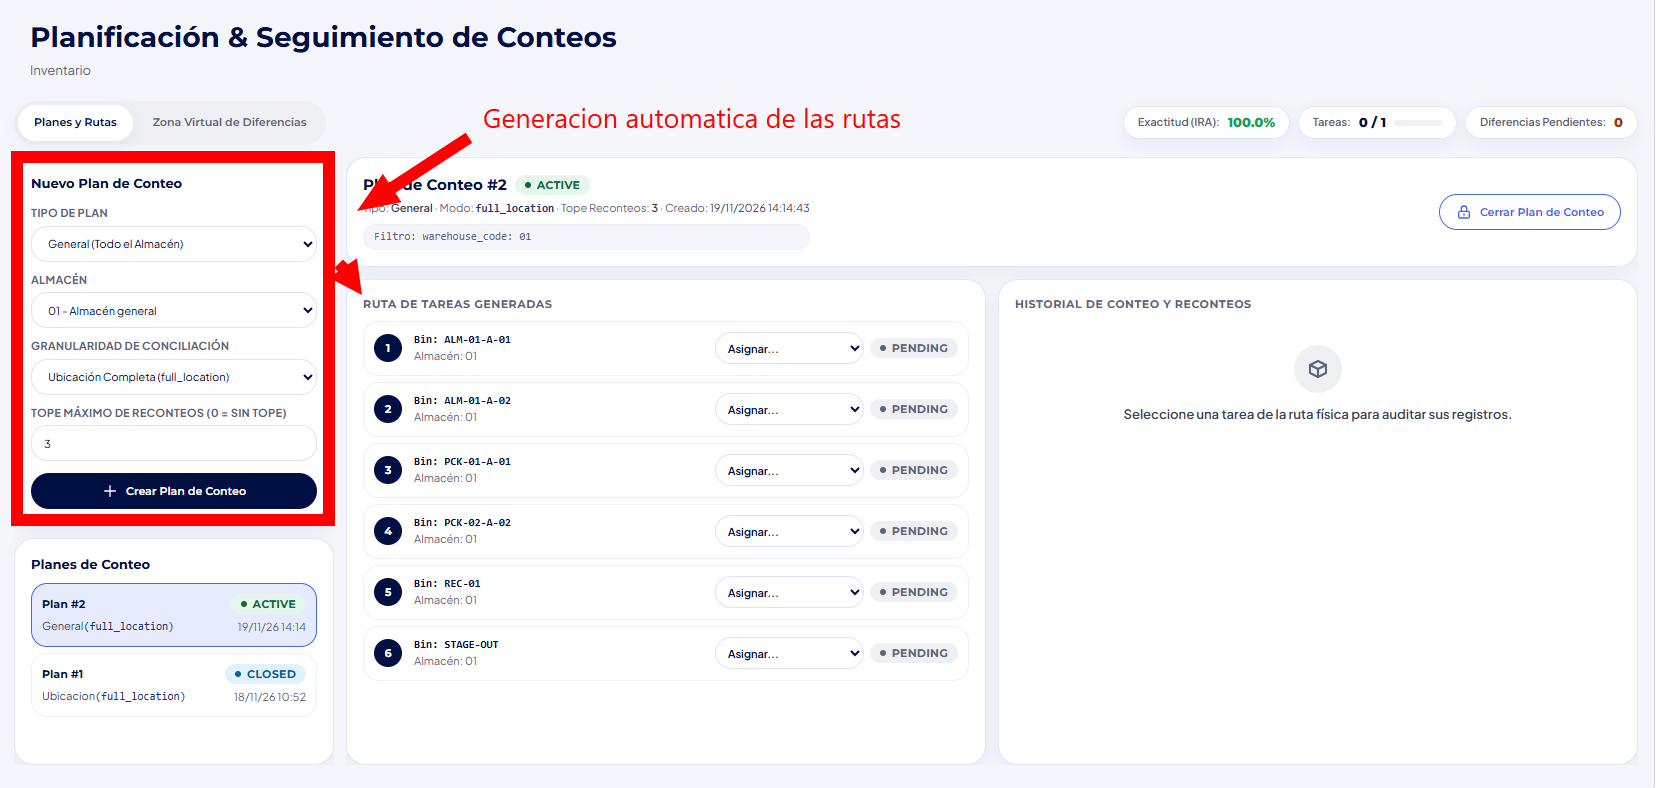 Planificación & Seguimiento de Conteos
Inventario
Planes y Rutas
Zona Virtual de Diferencias
Generacion automatica de las rutas
Exactitud (IRA): 100.0%
Tareas: 0 / 1
Diferencias Pendientes: 0
Nuevo Plan de Conteo
TIPO DE PLAN
General (Todo el Almacén)
ALMACÉN
01 - Almacén general
GRANULARIDAD DE CONCILIACIÓN
Ubicación Completa (full_location)
TOPE MÁXIMO DE RECONTEOS (0 = SIN TOPE)
3
+ Crear Plan de Conteo
Planes de Conteo
Plan #2 ACTIVE
General (full_location) 19/11/26 14:14
Plan #1 CLOSED
Ubicacion (full_location) 18/11/26 10:52
de Conteo #2 ACTIVE
General · Modo: full_location · Tope Reconteos: 3 · Creado: 19/11/2026 14:14:43
Filtro: warehouse_code: 01
Cerrar Plan de Conteo
RUTA DE TAREAS GENERADAS
1 Bin: ALM-01-A-01 Asignar... PENDING
Almacén: 01
2 Bin: ALM-01-A-02 Asignar... PENDING
Almacén: 01
3 Bin: PCK-01-A-01 Asignar... PENDING
Almacén: 01
4 Bin: PCK-02-A-02 Asignar... PENDING
Almacén: 01
5 Bin: REC-01 Asignar... PENDING
Almacén: 01
6 Bin: STAGE-OUT Asignar... PENDING
Almacén: 01
HISTORIAL DE CONTEO Y RECONTEOS
Seleccione una tarea de la ruta física para auditar sus registros.